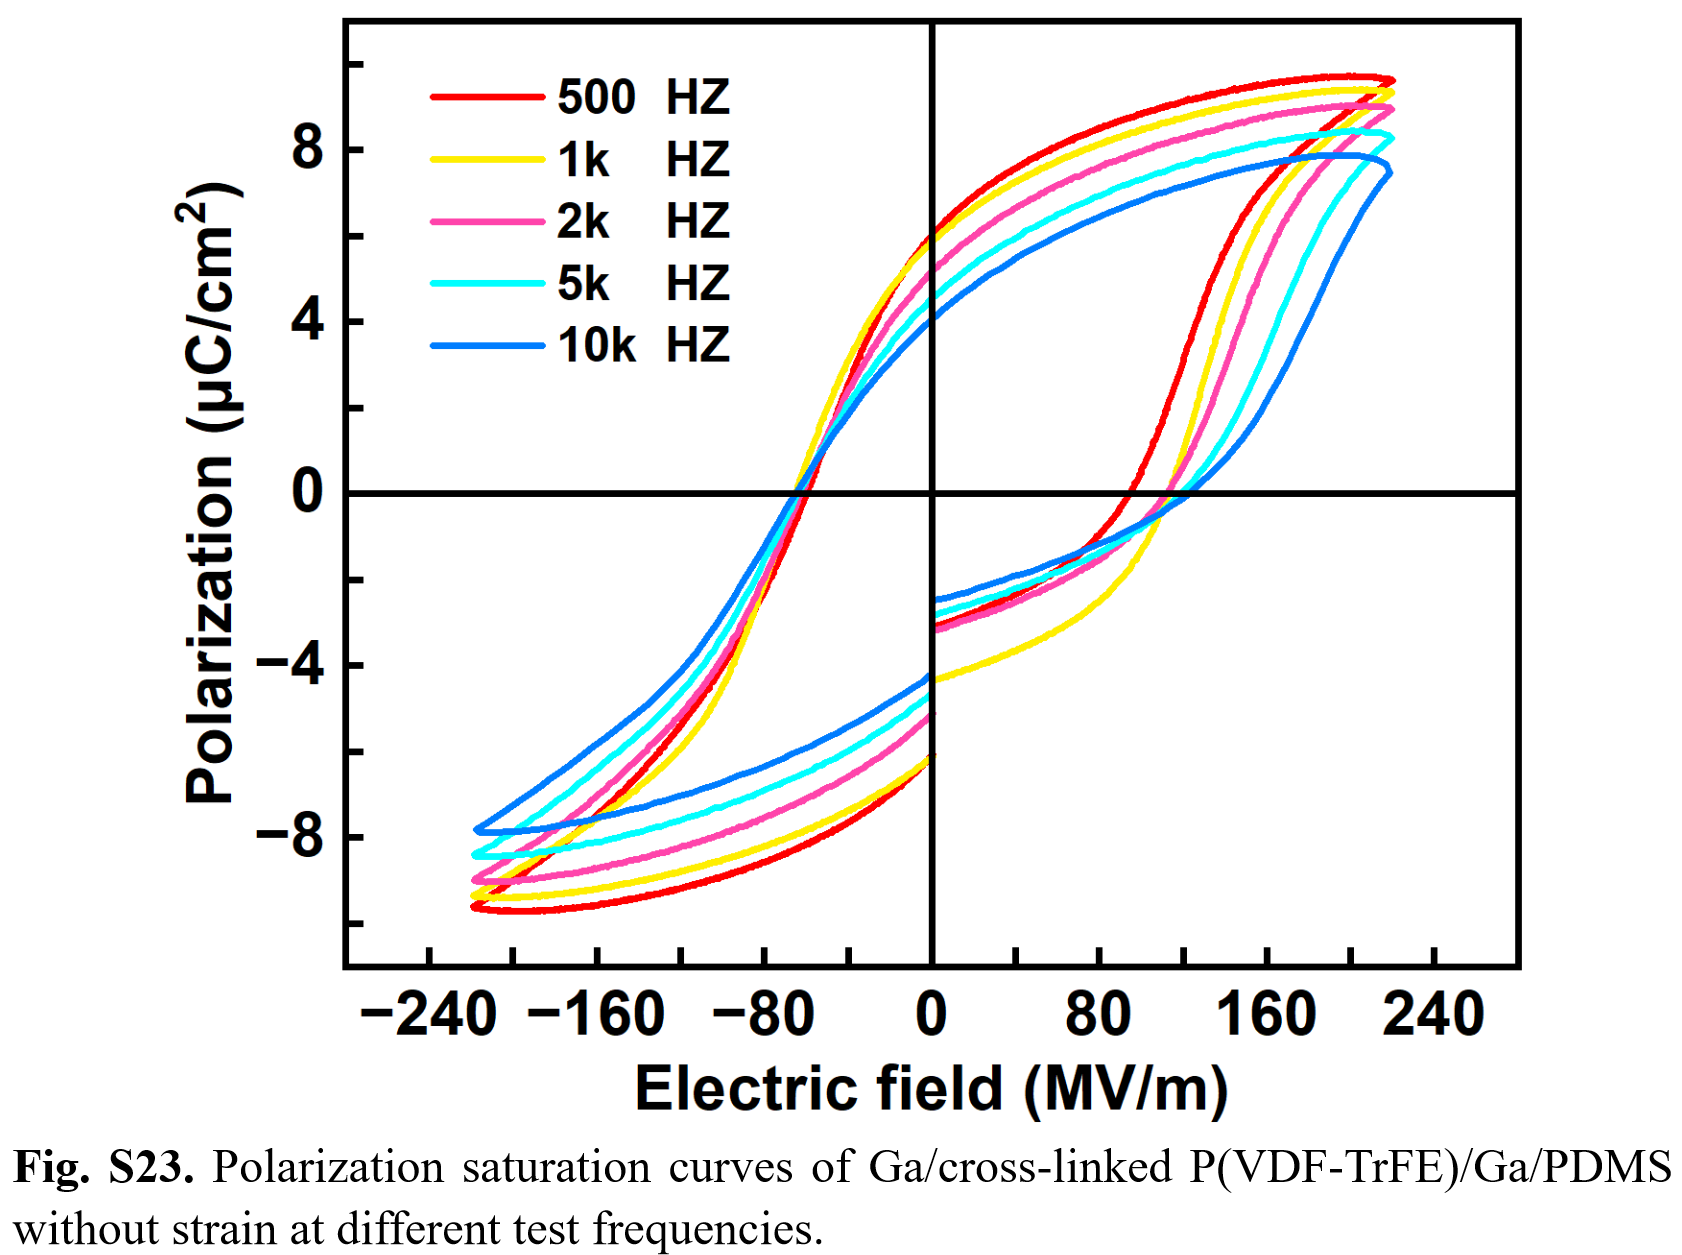 500 HZ
1k HZ
2k HZ
5k HZ
10k HZ
8
4
0
−4
−8
Polarization (μC/cm²)
−240 −160 −80 0 80 160 240
Electric field (MV/m)
Fig. S23. Polarization saturation curves of Ga/cross-linked P(VDF-TrFE)/Ga/PDMS
without strain at different test frequencies.